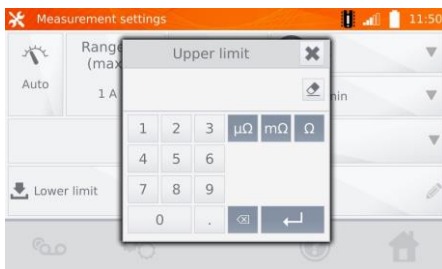 Measurement settings 11:50
Auto
Range
(max
1 A
Upper limit
1 2 3 µΩ mΩ Ω
4 5 6
7 8 9
0 .
min
Lower limit